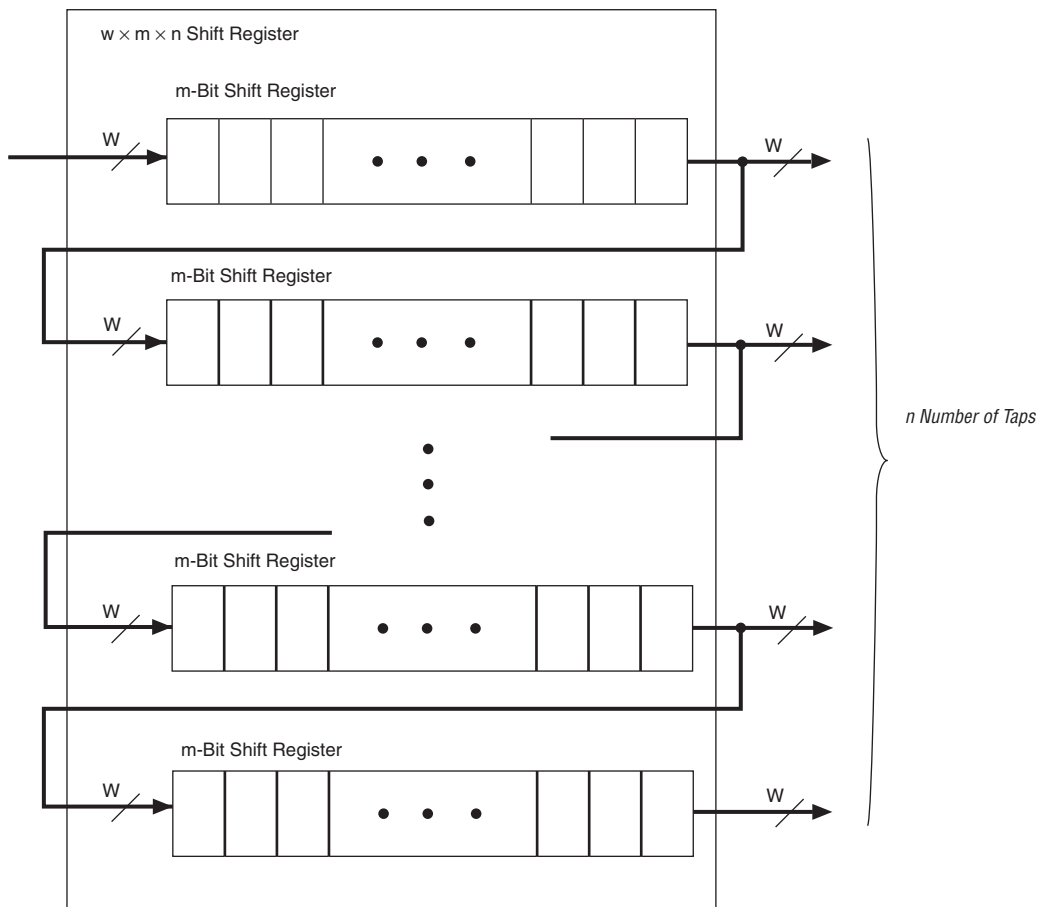 w × m × n Shift Register
m-Bit Shift Register
W
W
m-Bit Shift Register
W
W
n Number of Taps
m-Bit Shift Register
W
W
m-Bit Shift Register
W
W